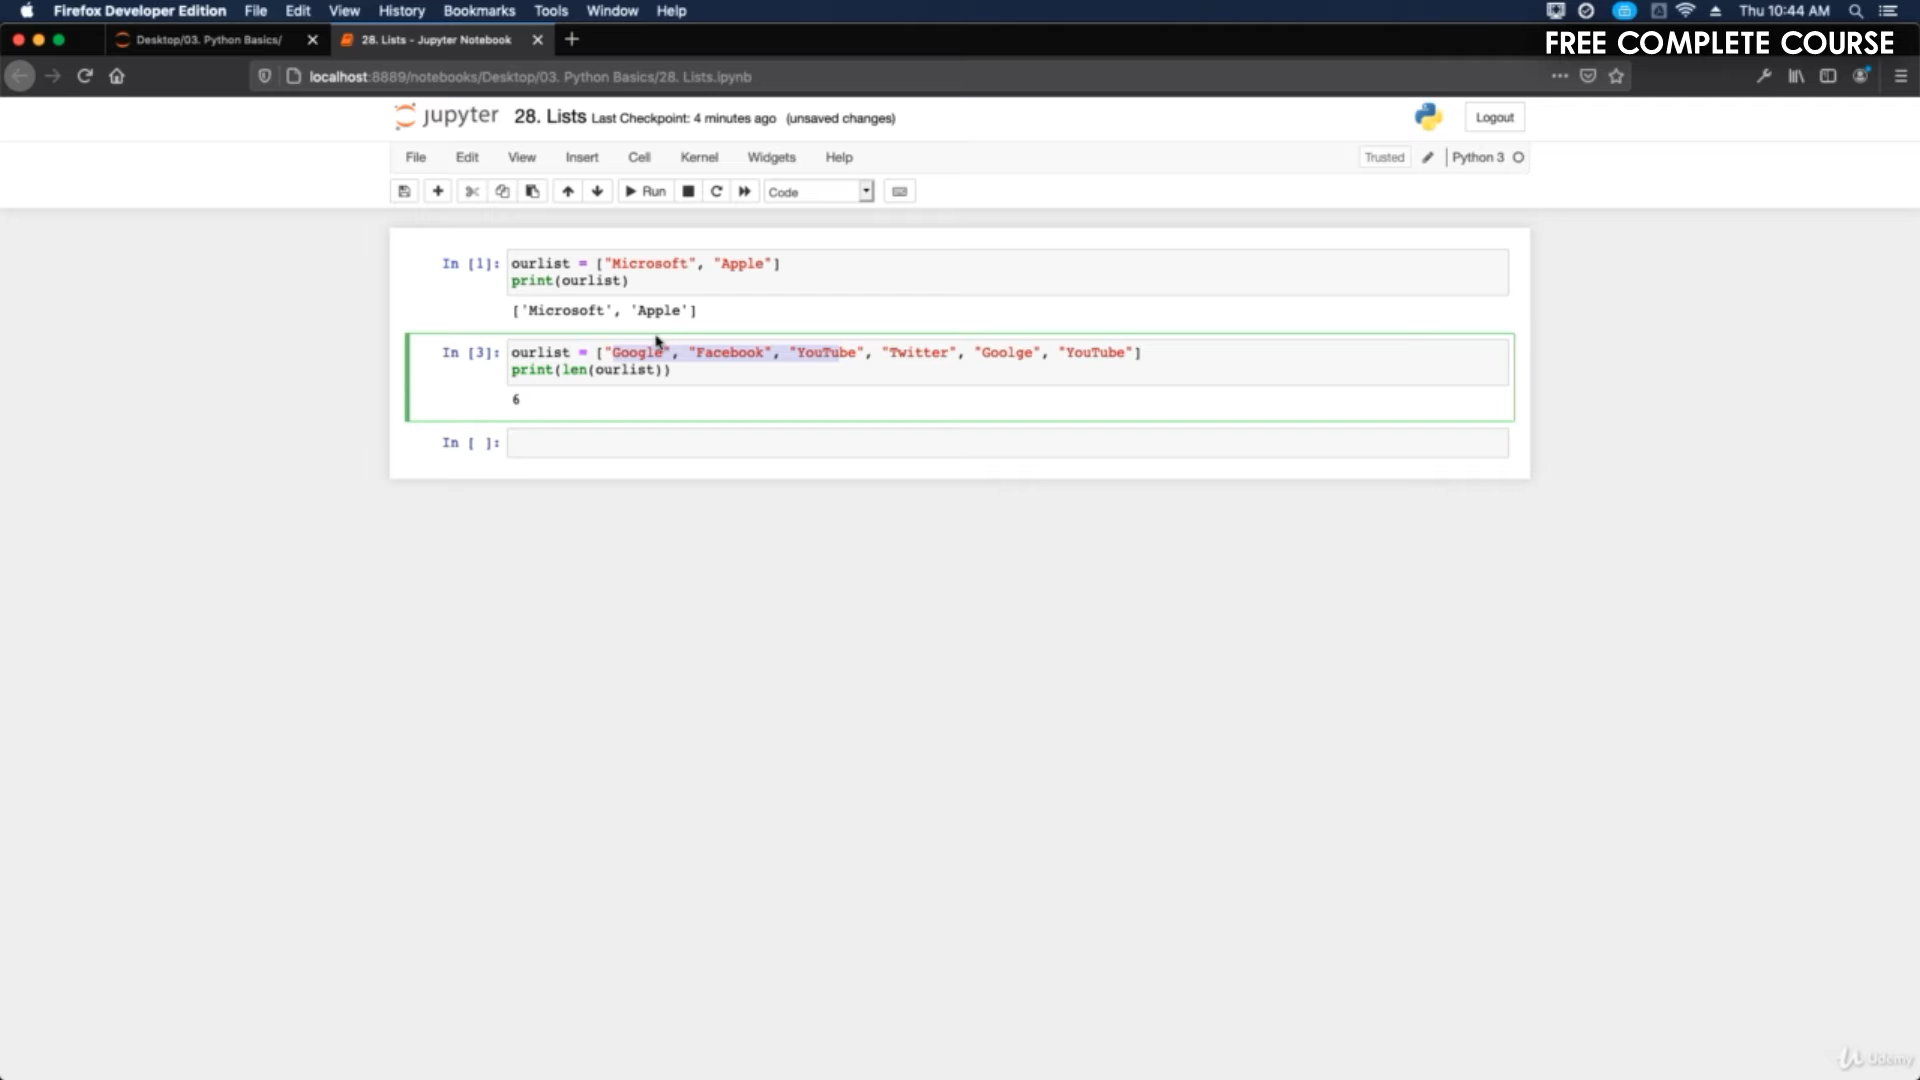 Firefox Developer Edition File Edit View History Bookmarks Tools Window Help Thu 10:44 AM
Desktop/03. Python Basics/ 28. Lists - Jupyter Notebook
FREE COMPLETE COURSE
localhost:8889/notebooks/Desktop/03. Python Basics/28. Lists.ipynb
jupyter 28. Lists Last Checkpoint: 4 minutes ago (unsaved changes) Logout
File Edit View Insert Cell Kernel Widgets Help Trusted Python 3
Run Code
In [1]: ourlist = ["Microsoft", "Apple"]
print(ourlist)
['Microsoft', 'Apple']
In [3]: ourlist = ["Google", "Facebook", "YouTube", "Twitter", "Goolge", "YouTube"]
print(len(ourlist))
6
In [ ]:
Udemy